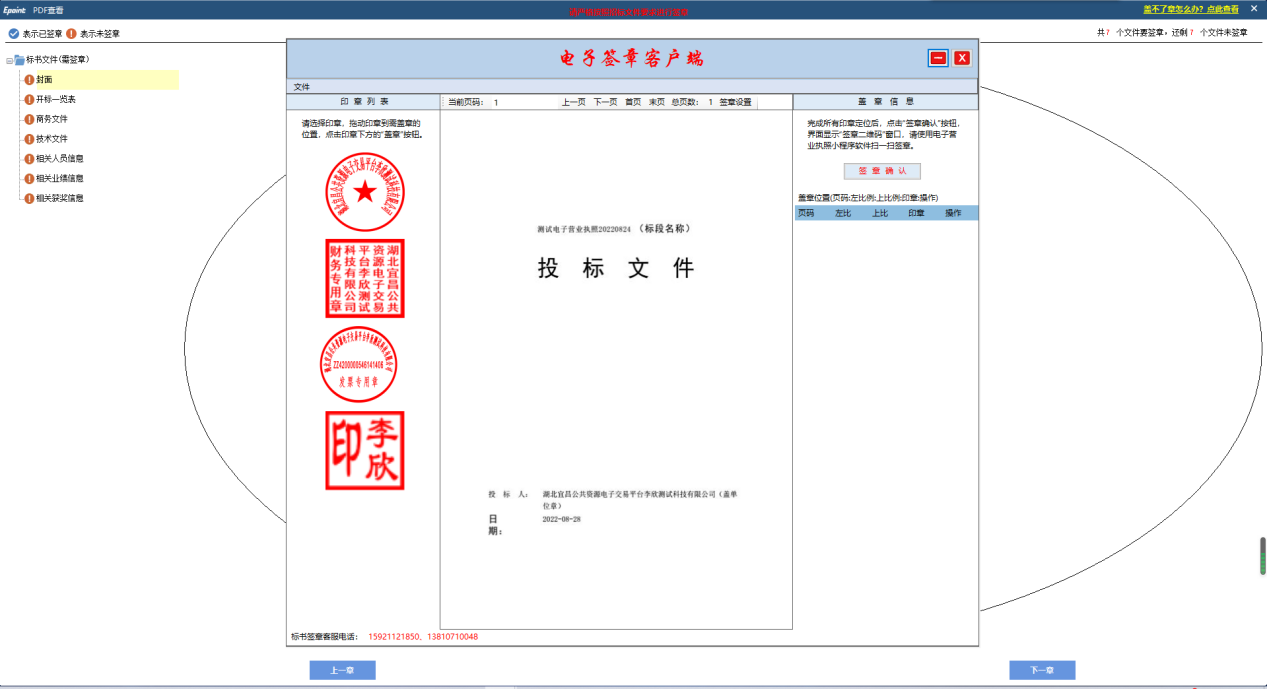 Epoint PDF查看
盖不了章怎么办？点此查看
表示已签章 表示未签章
共7 个文件要签章，还剩 7 个文件未签章
标书文件(需签章)
封面
开标一览表
商务文件
技术文件
相关人员信息
相关业绩信息
相关获奖信息
电子签章客户端
文件
印 章 列 表
当前页码： 1 上一页 下一页 首页 末页 总页数： 1 签章设置
盖 章 信 息
请选择印章，拖动印章到需盖章的
位置，点击印章下方的"盖章"按钮。
湖北宜昌公共
资源电子交易
平台李欣测试
科技有限公司
财务专用章
ZZ4200000546141406
发票专用章
李欣
印
测试电子营业执照20220824 （标段名称）
投 标 文 件
投 标 人： 湖北宜昌公共资源电子交易平台李欣测试科技有限公司（盖单
位章）
日 2022-08-28
期：
完成所有印章定位后，点击"签章确认"按钮，
界面显示"签章二维码"窗口，请使用电子营
业执照小程序软件扫一扫签章。
签 章 确 认
盖章位置(页码:左比例:上比例:印章:操作)
页码 左比 上比 印章 操作
标书签章客服电话： 15921121850、13810710048
上一章
下一章